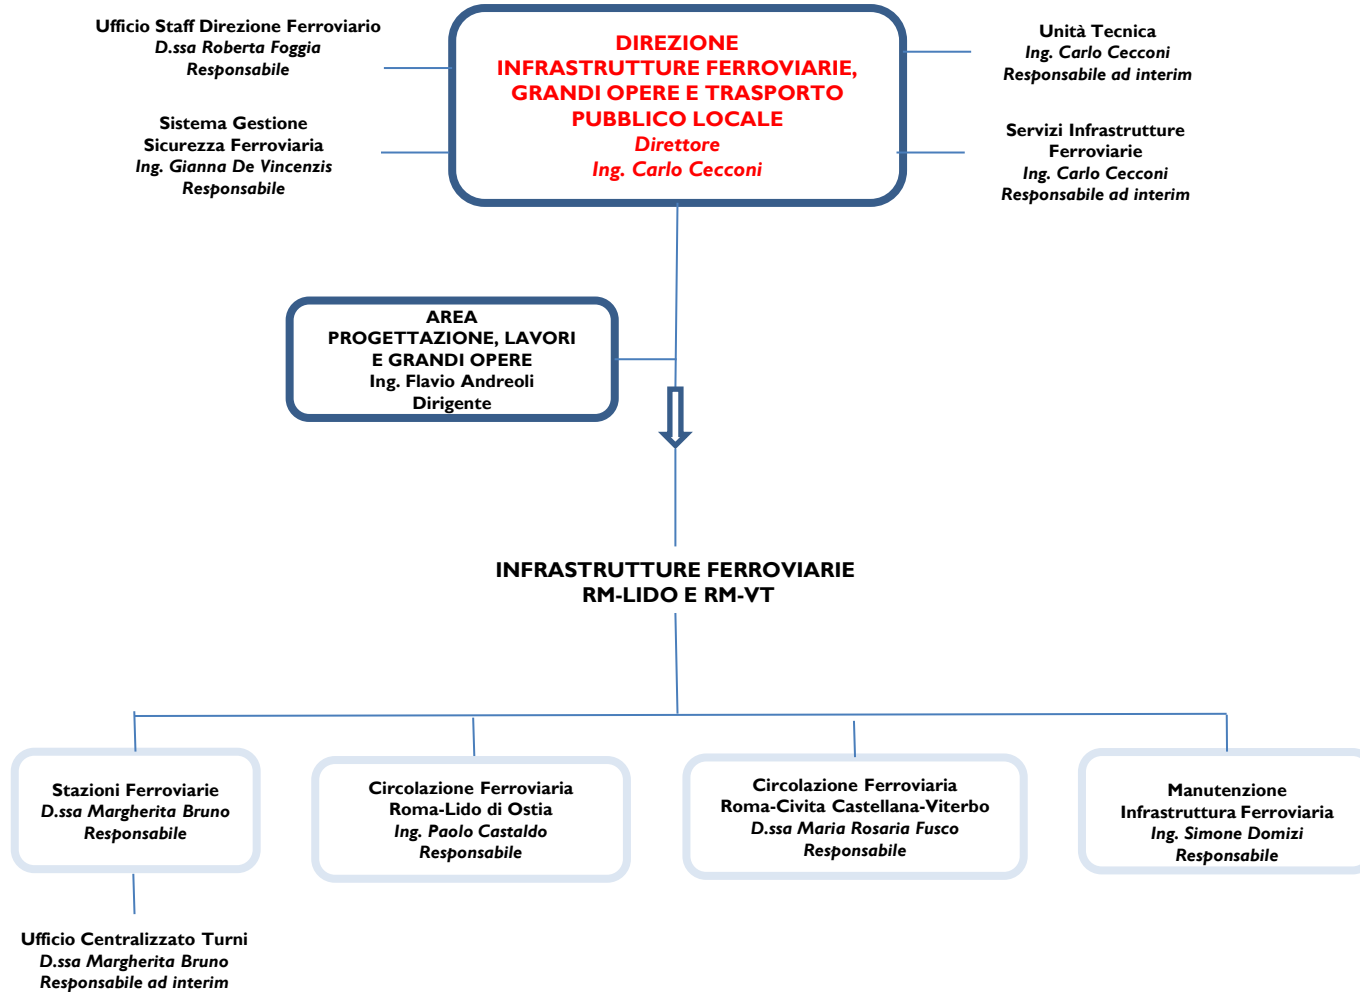 Ufficio Staff Direzione Ferroviario
D.ssa Roberta Foggia
Responsabile
Sistema Gestione
Sicurezza Ferroviaria
Ing. Gianna De Vincenzis
Responsabile
DIREZIONE
INFRASTRUTTURE FERROVIARIE,
GRANDI OPERE E TRASPORTO
PUBBLICO LOCALE
Direttore
Ing. Carlo Cecconi
Unità Tecnica
Ing. Carlo Cecconi
Responsabile ad interim
Servizi Infrastrutture
Ferroviarie
Ing. Carlo Cecconi
Responsabile ad interim
AREA
PROGETTAZIONE, LAVORI
E GRANDI OPERE
Ing. Flavio Andreoli
Dirigente
INFRASTRUTTURE FERROVIARIE
RM-LIDO E RM-VT
Stazioni Ferroviarie
D.ssa Margherita Bruno
Responsabile
Circolazione Ferroviaria
Roma-Lido di Ostia
Ing. Paolo Castaldo
Responsabile
Circolazione Ferroviaria
Roma-Civita Castellana-Viterbo
D.ssa Maria Rosaria Fusco
Responsabile
Manutenzione
Infrastruttura Ferroviaria
Ing. Simone Domizi
Responsabile
Ufficio Centralizzato Turni
D.ssa Margherita Bruno
Responsabile ad interim